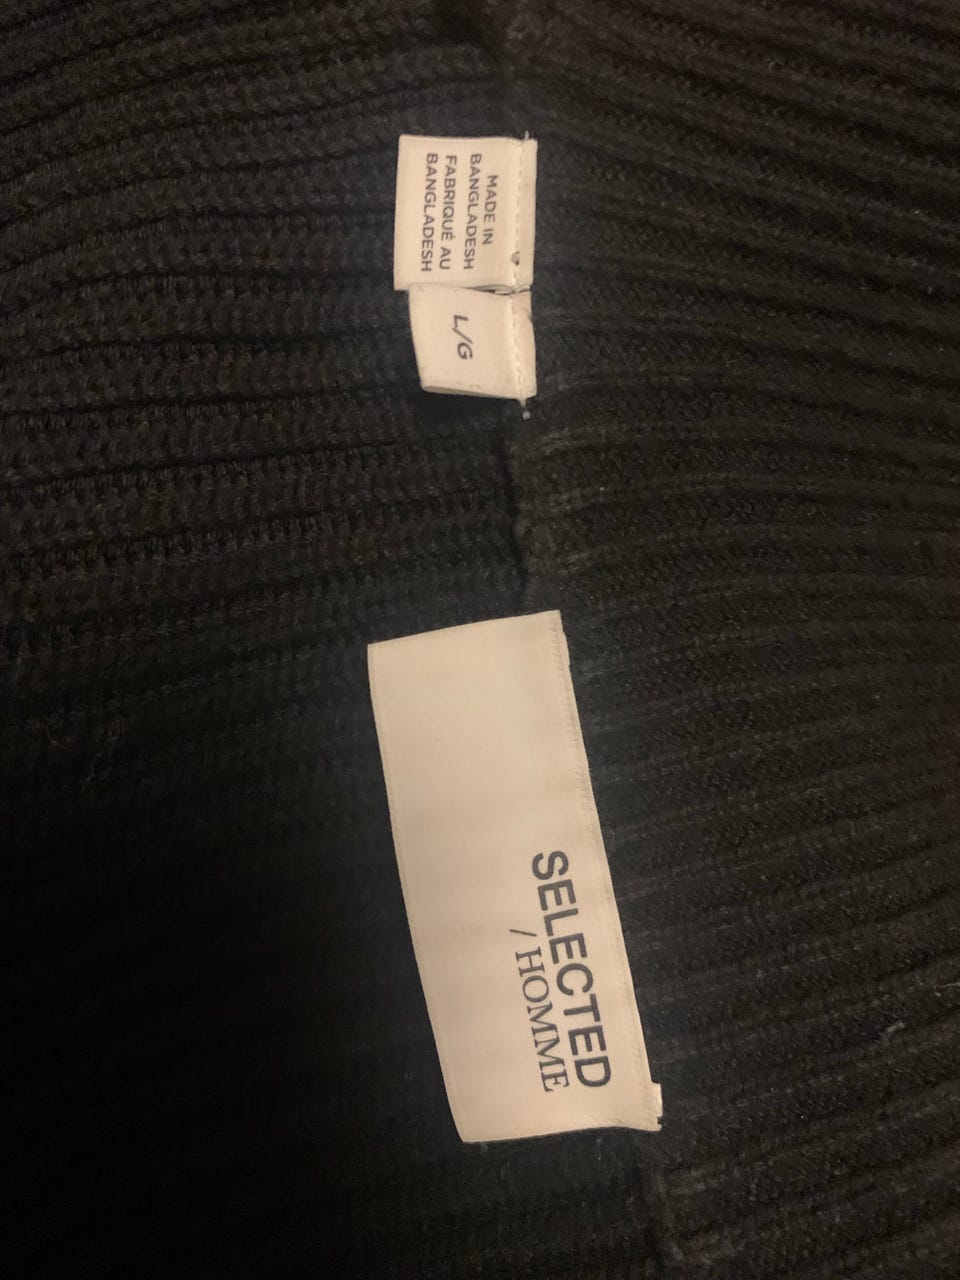 MADE IN
BANGLADESH
FABRIQUÉ AU
BANGLADESH
L/G
SELECTED
/ HOMME